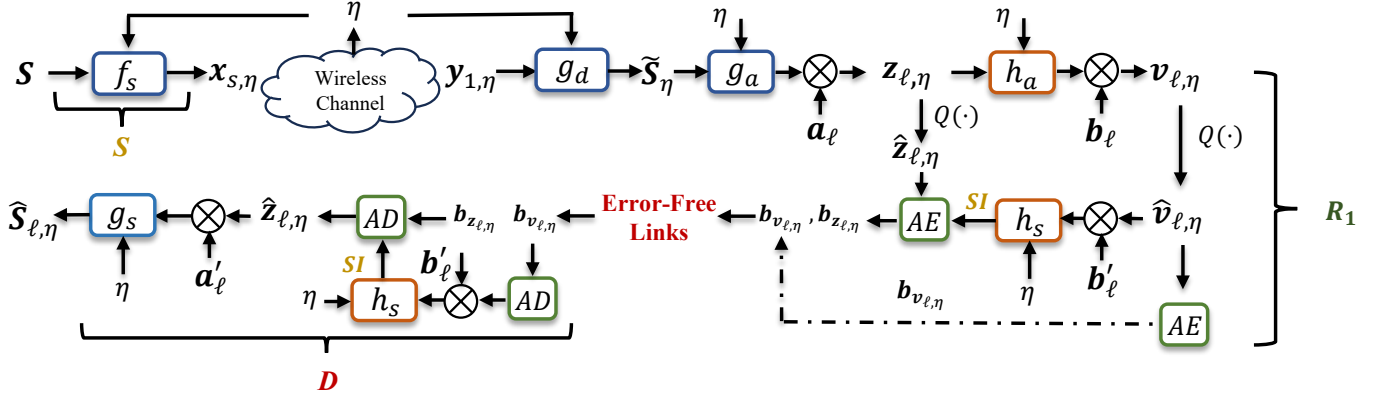 η
η
η
S
f_s
x_{s,η}
Wireless
Channel
y_{1,η}
g_d
S̃_η
g_a
z_{ℓ,η}
h_a
v_{ℓ,η}
a_ℓ
b_ℓ
S
Q(·)
Q(·)
ẑ_{ℓ,η}
R_1
Ŝ_{ℓ,η}
g_s
ẑ_{ℓ,η}
AD
b_{z_{ℓ,η}}
b_{v_{ℓ,η}}
Error-Free
Links
b_{v_{ℓ,η}}, b_{z_{ℓ,η}}
AE
SI
h_s
v̂_{ℓ,η}
η
a′_ℓ
SI
b′_ℓ
η
h_s
AD
b_{v_{ℓ,η}}
η
b′_ℓ
AE
D